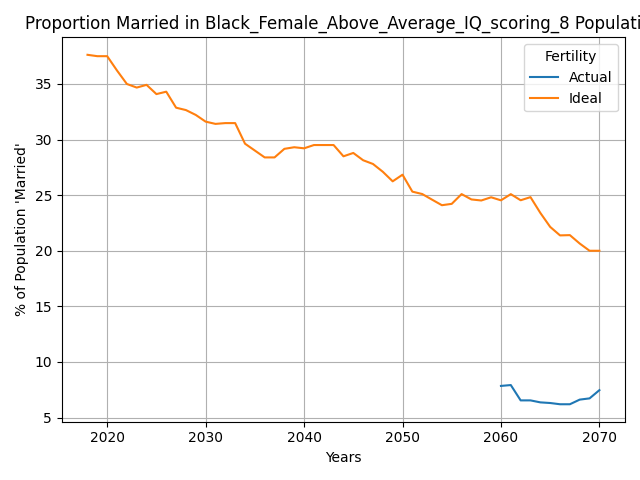 Proportion Married in Black_Female_Above_Average_IQ_scoring_8 Populati
Fertility
Actual
Ideal
% of Population 'Married'
35
30
25
20
15
10
5
2020 2030 2040 2050 2060 2070
Years